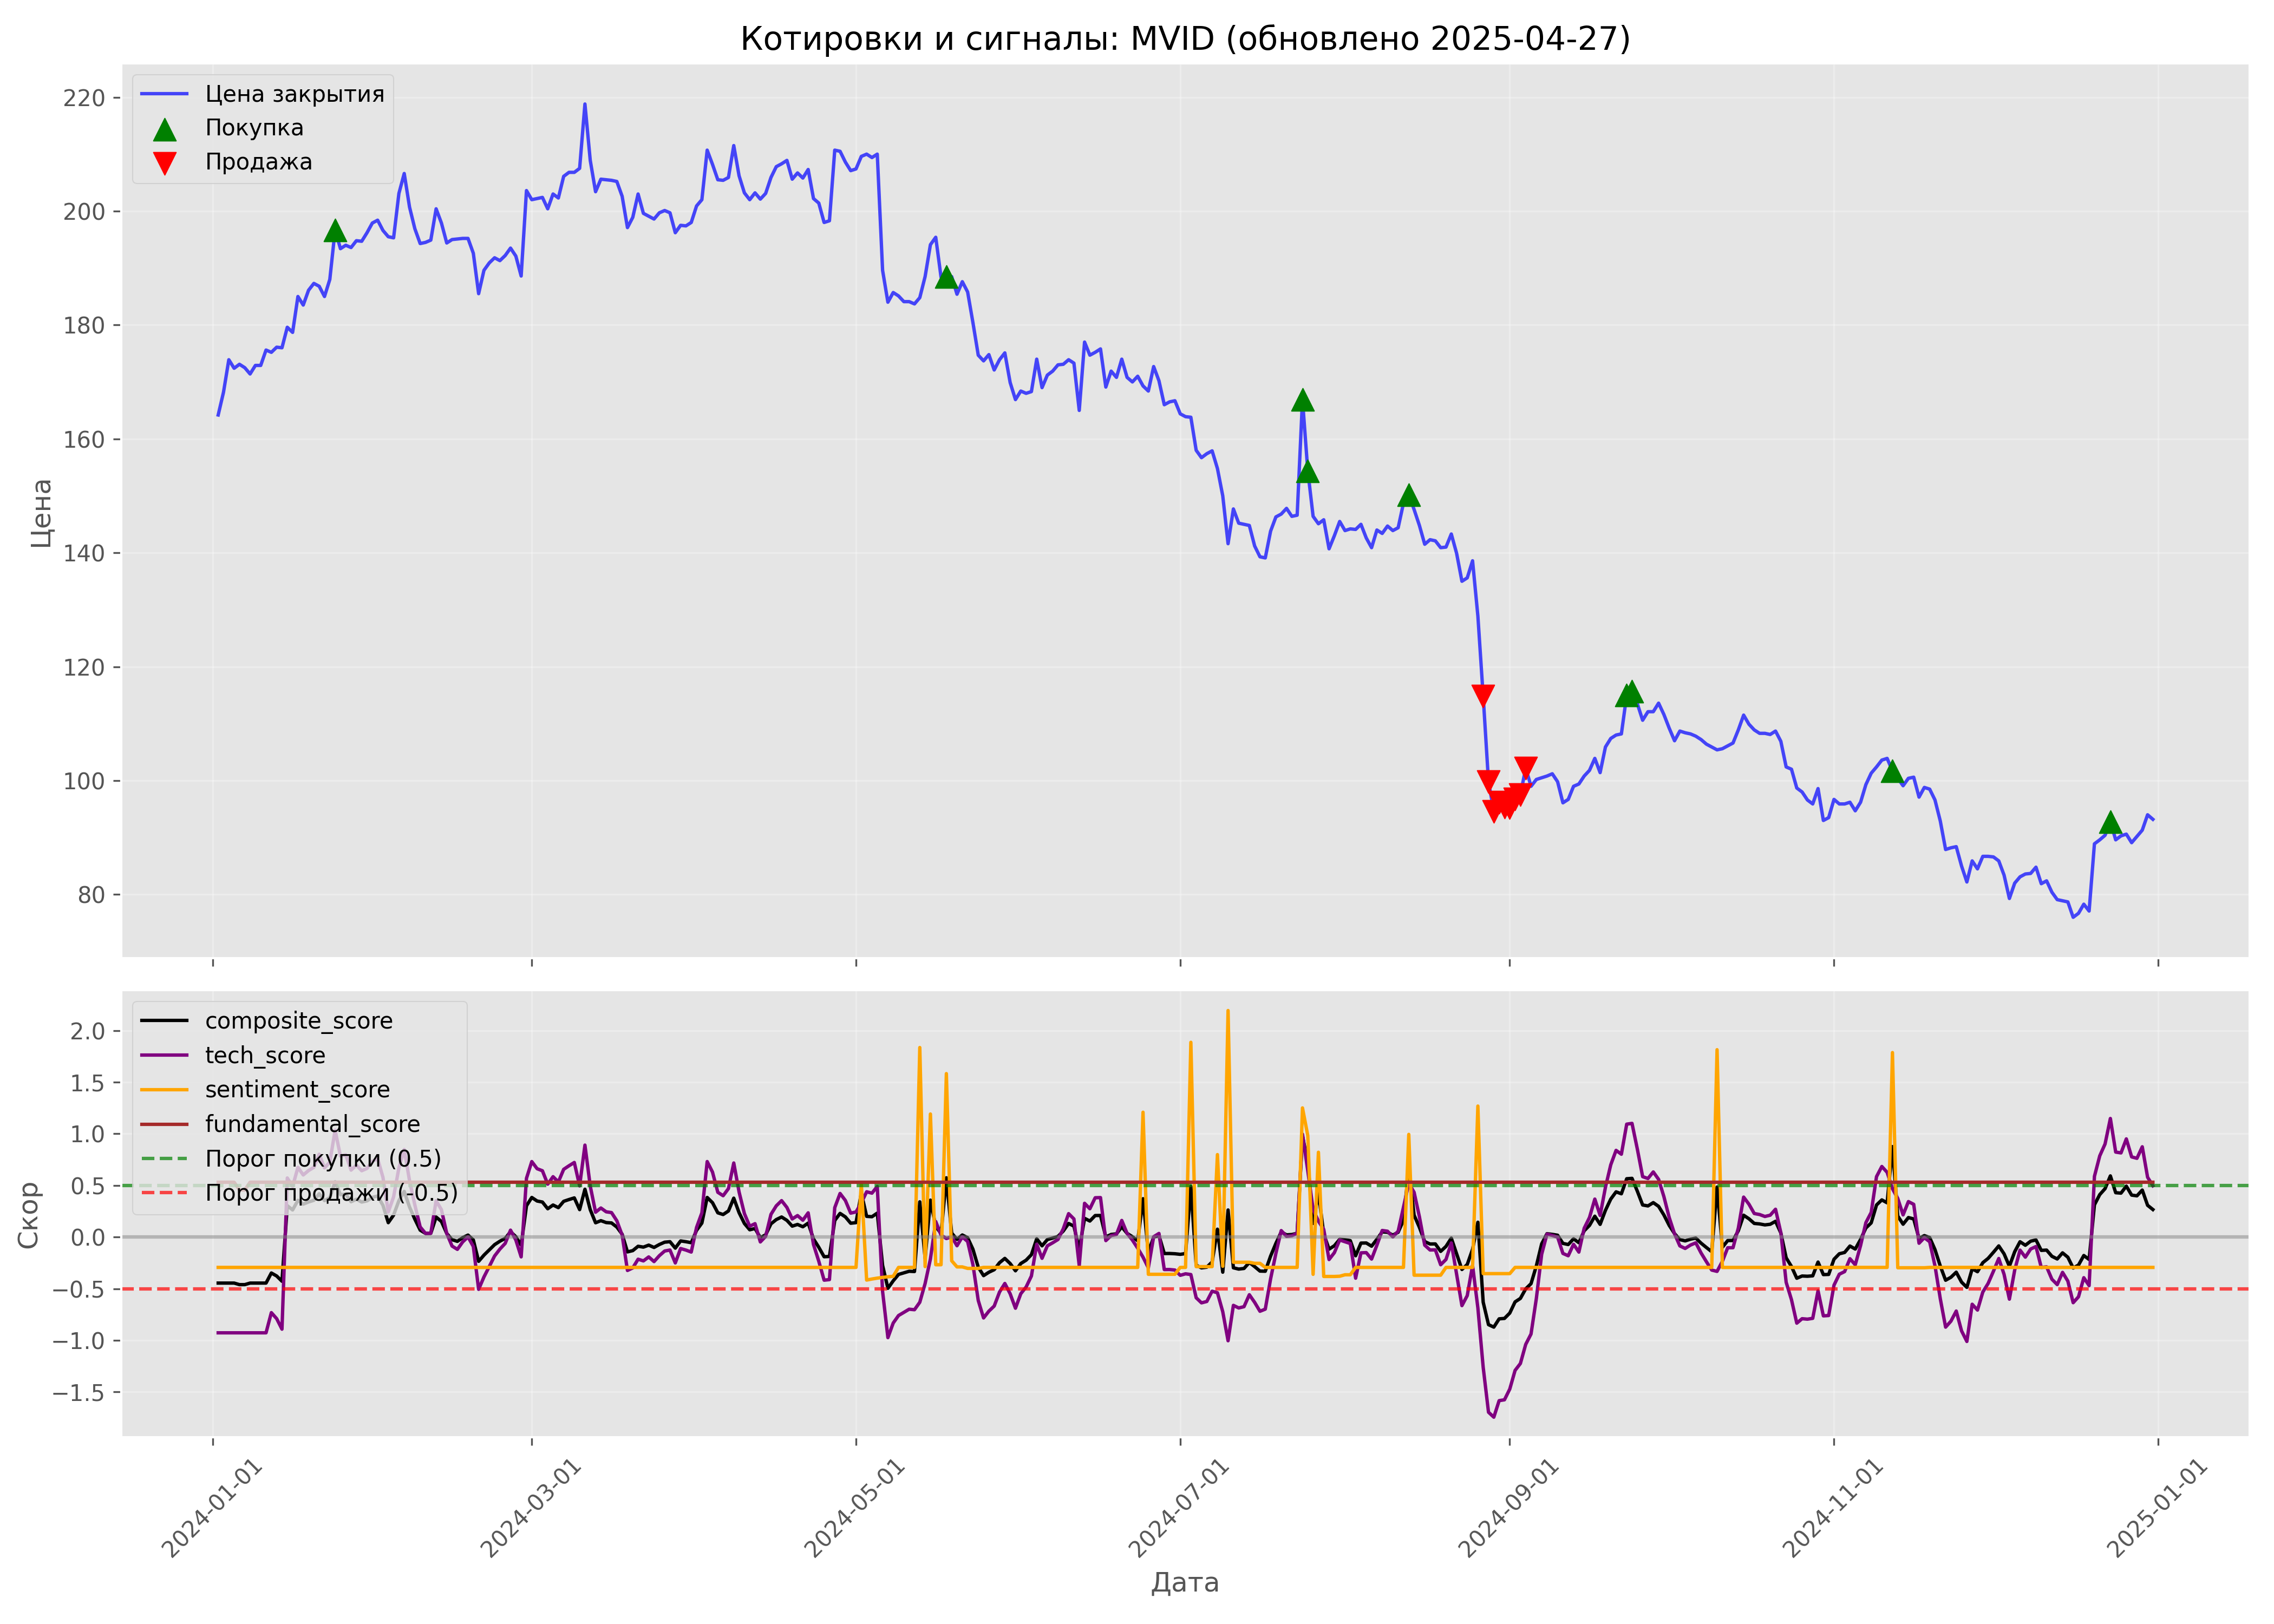 Котировки и сигналы: MVID (обновлено 2025-04-27)
Цена закрытия
Покупка
Продажа
Цена
220
200
180
160
140
120
100
80
composite_score
tech_score
sentiment_score
fundamental_score
Порог покупки (0.5)
Порог продажи (-0.5)
Скор
2.0
1.5
1.0
0.5
0.0
−0.5
−1.0
−1.5
2024-01-01
2024-03-01
2024-05-01
2024-07-01
2024-09-01
2024-11-01
2025-01-01
Дата